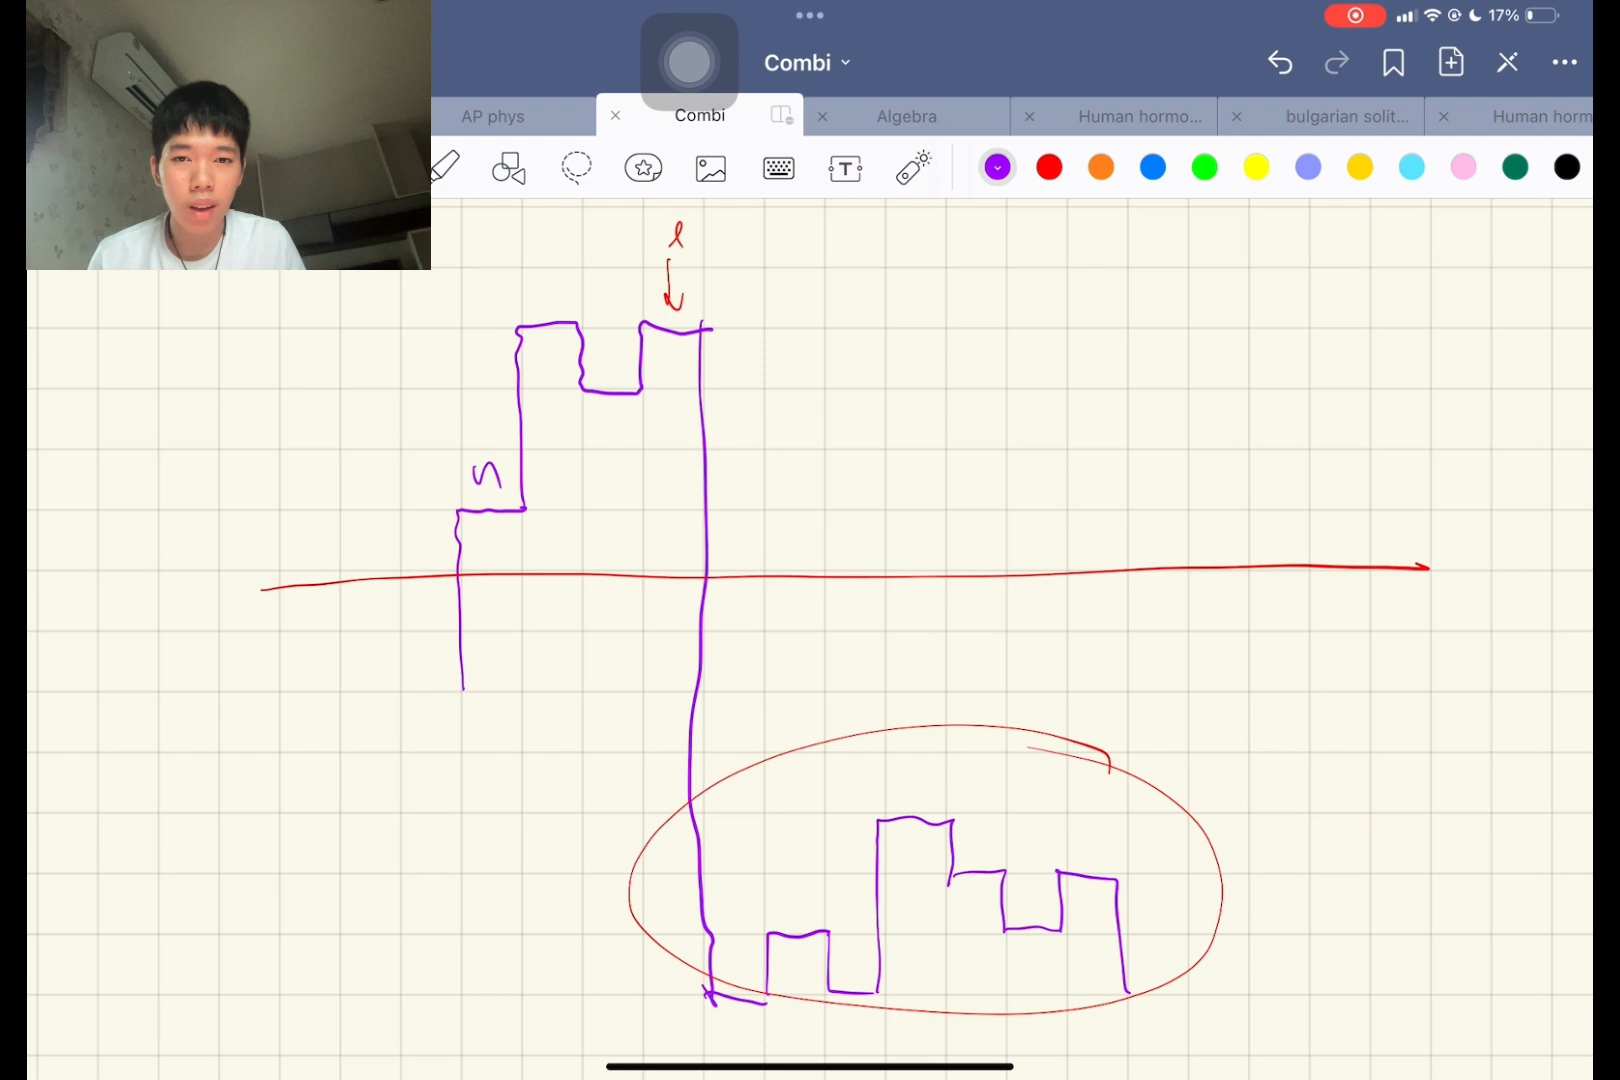 17%
Combi
AP phys
Combi
Algebra
Human hormo...
bulgarian solit...
Human horm
T
l